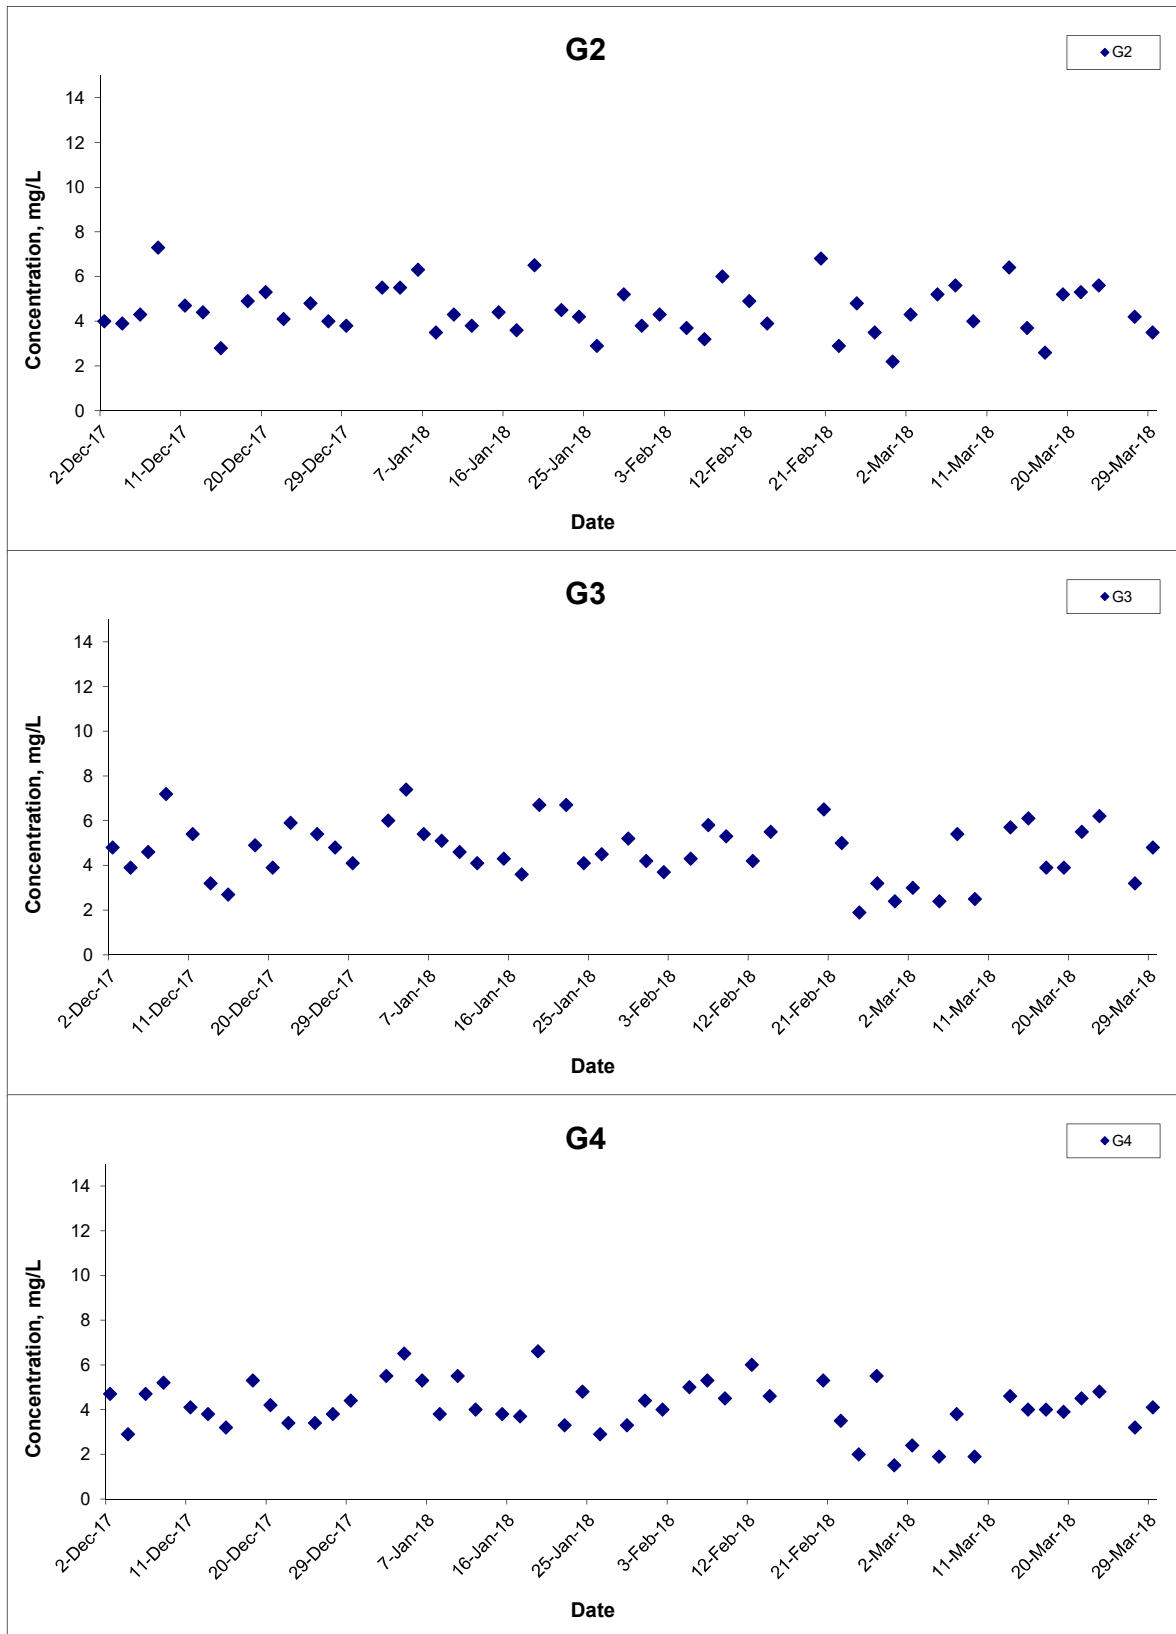 G2
G2
14
12
10
8
6
4
2
0
Concentration, mg/L
2-Dec-17
11-Dec-17
20-Dec-17
29-Dec-17
7-Jan-18
16-Jan-18
25-Jan-18
3-Feb-18
12-Feb-18
21-Feb-18
2-Mar-18
11-Mar-18
20-Mar-18
29-Mar-18
Date
G3
G3
14
12
10
8
6
4
2
0
Concentration, mg/L
2-Dec-17
11-Dec-17
20-Dec-17
29-Dec-17
7-Jan-18
16-Jan-18
25-Jan-18
3-Feb-18
12-Feb-18
21-Feb-18
2-Mar-18
11-Mar-18
20-Mar-18
29-Mar-18
Date
G4
G4
14
12
10
8
6
4
2
0
Concentration, mg/L
2-Dec-17
11-Dec-17
20-Dec-17
29-Dec-17
7-Jan-18
16-Jan-18
25-Jan-18
3-Feb-18
12-Feb-18
21-Feb-18
2-Mar-18
11-Mar-18
20-Mar-18
29-Mar-18
Date